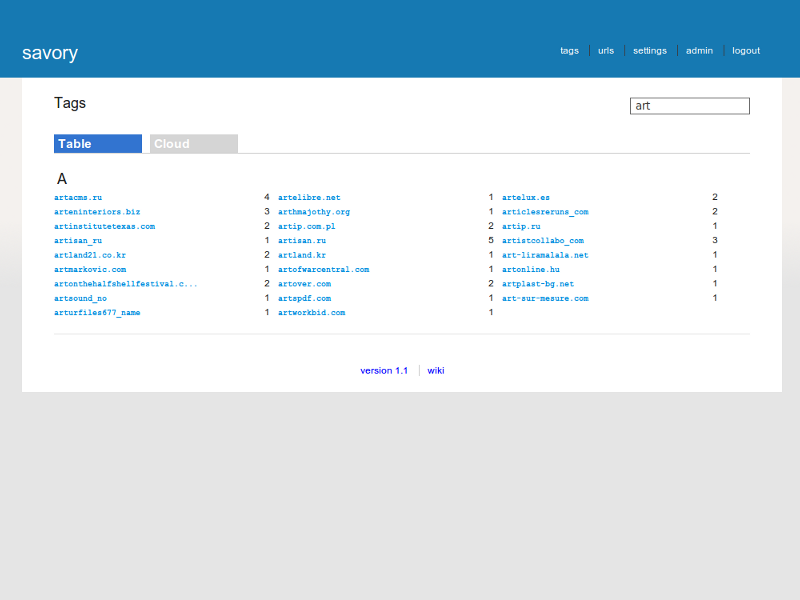 savory
tags urls settings admin logout
Tags
art
Table Cloud
A
artacms.ru 4 artelibre.net 1 artelux.es 2
arteninteriors.biz 3 arthmajothy.org 1 articlesreruns_com 2
artinstitutetexas.com 2 artip.com.pl 2 artip.ru 1
artisan_ru 1 artisan.ru 5 artistcollabo_com 3
artland21.co.kr 2 artland.kr 1 art-liramalala.net 1
artmarkovic.com 1 artofwarcentral.com 1 artonline.hu 1
artonthehalfshellfestival.c... 2 artover.com 2 artplast-bg.net 1
artsound_no 1 artspdf.com 1 art-sur-mesure.com 1
arturfiles677_name 1 artworkbid.com 1
version 1.1 wiki